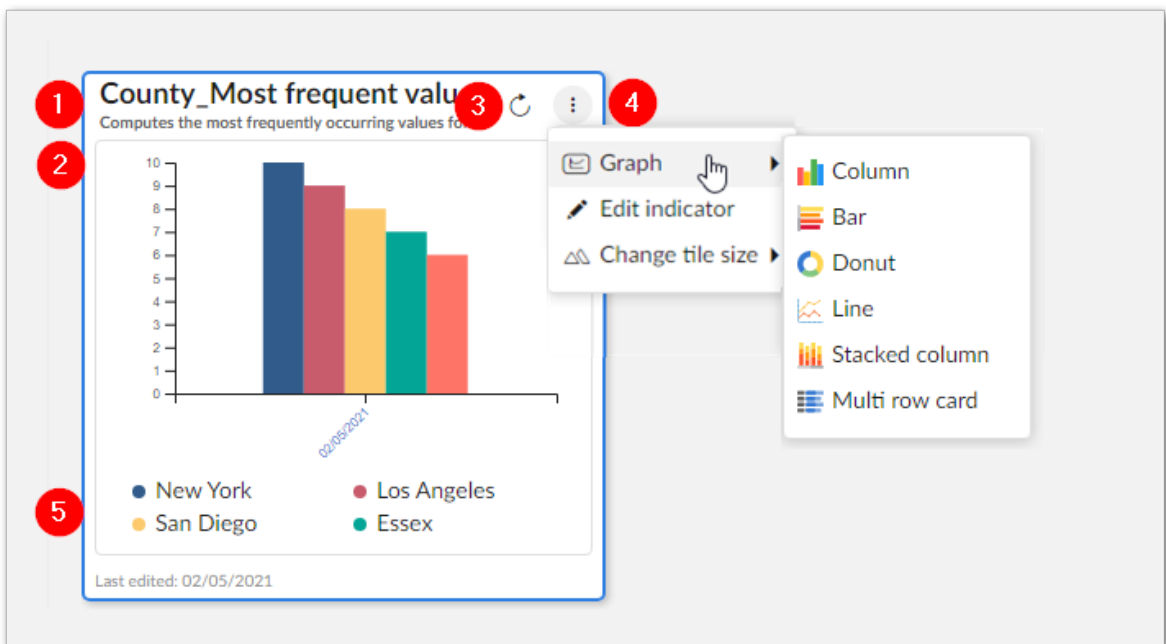 1 County_Most frequent valu 3 4
Computes the most frequently occurring values fo
2
10
9
8
7
6
5
4
3
2
1
0
02/05/2021
5
New York Los Angeles
San Diego Essex
Last edited: 02/05/2021
Graph
Edit indicator
Change tile size
Column
Bar
Donut
Line
Stacked column
Multi row card